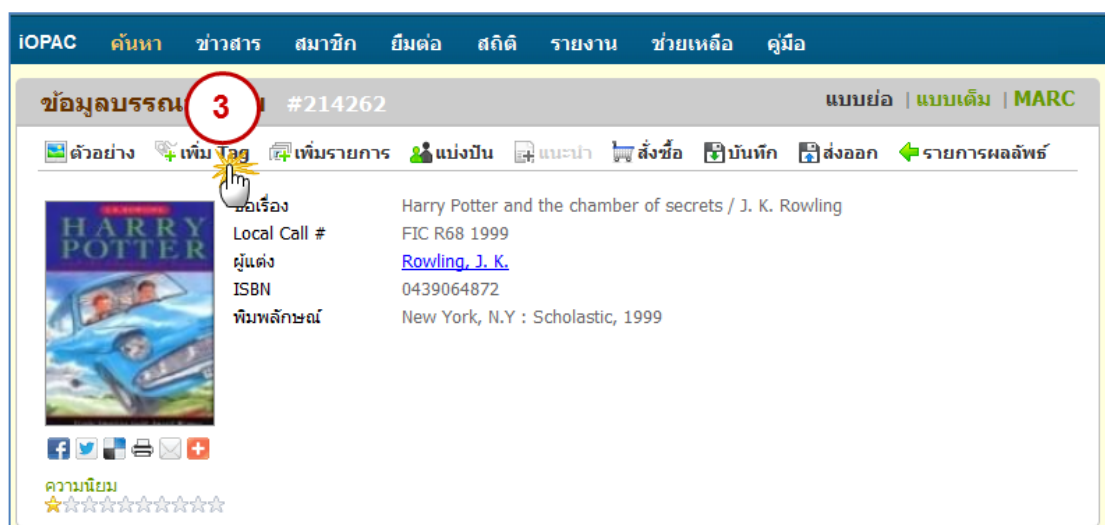 iOPAC ค้นหา ข่าวสาร สมาชิก ยืมต่อ สถิติ รายงาน ช่วยเหลือ คู่มือ
ข้อมูลบรรณ 3 #214262 แบบย่อ | แบบเต็ม | MARC
ตัวอย่าง เพิ่ม Tag เพิ่มรายการ แบ่งปัน แนะนำ สั่งซื้อ บันทึก ส่งออก รายการผลลัพธ์
ชื่อเรื่อง Harry Potter and the chamber of secrets / J. K. Rowling
Local Call # FIC R68 1999
ผู้แต่ง Rowling, J. K.
ISBN 0439064872
พิมพลักษณ์ New York, N.Y : Scholastic, 1999
HARRY
POTTER
ความนิยม